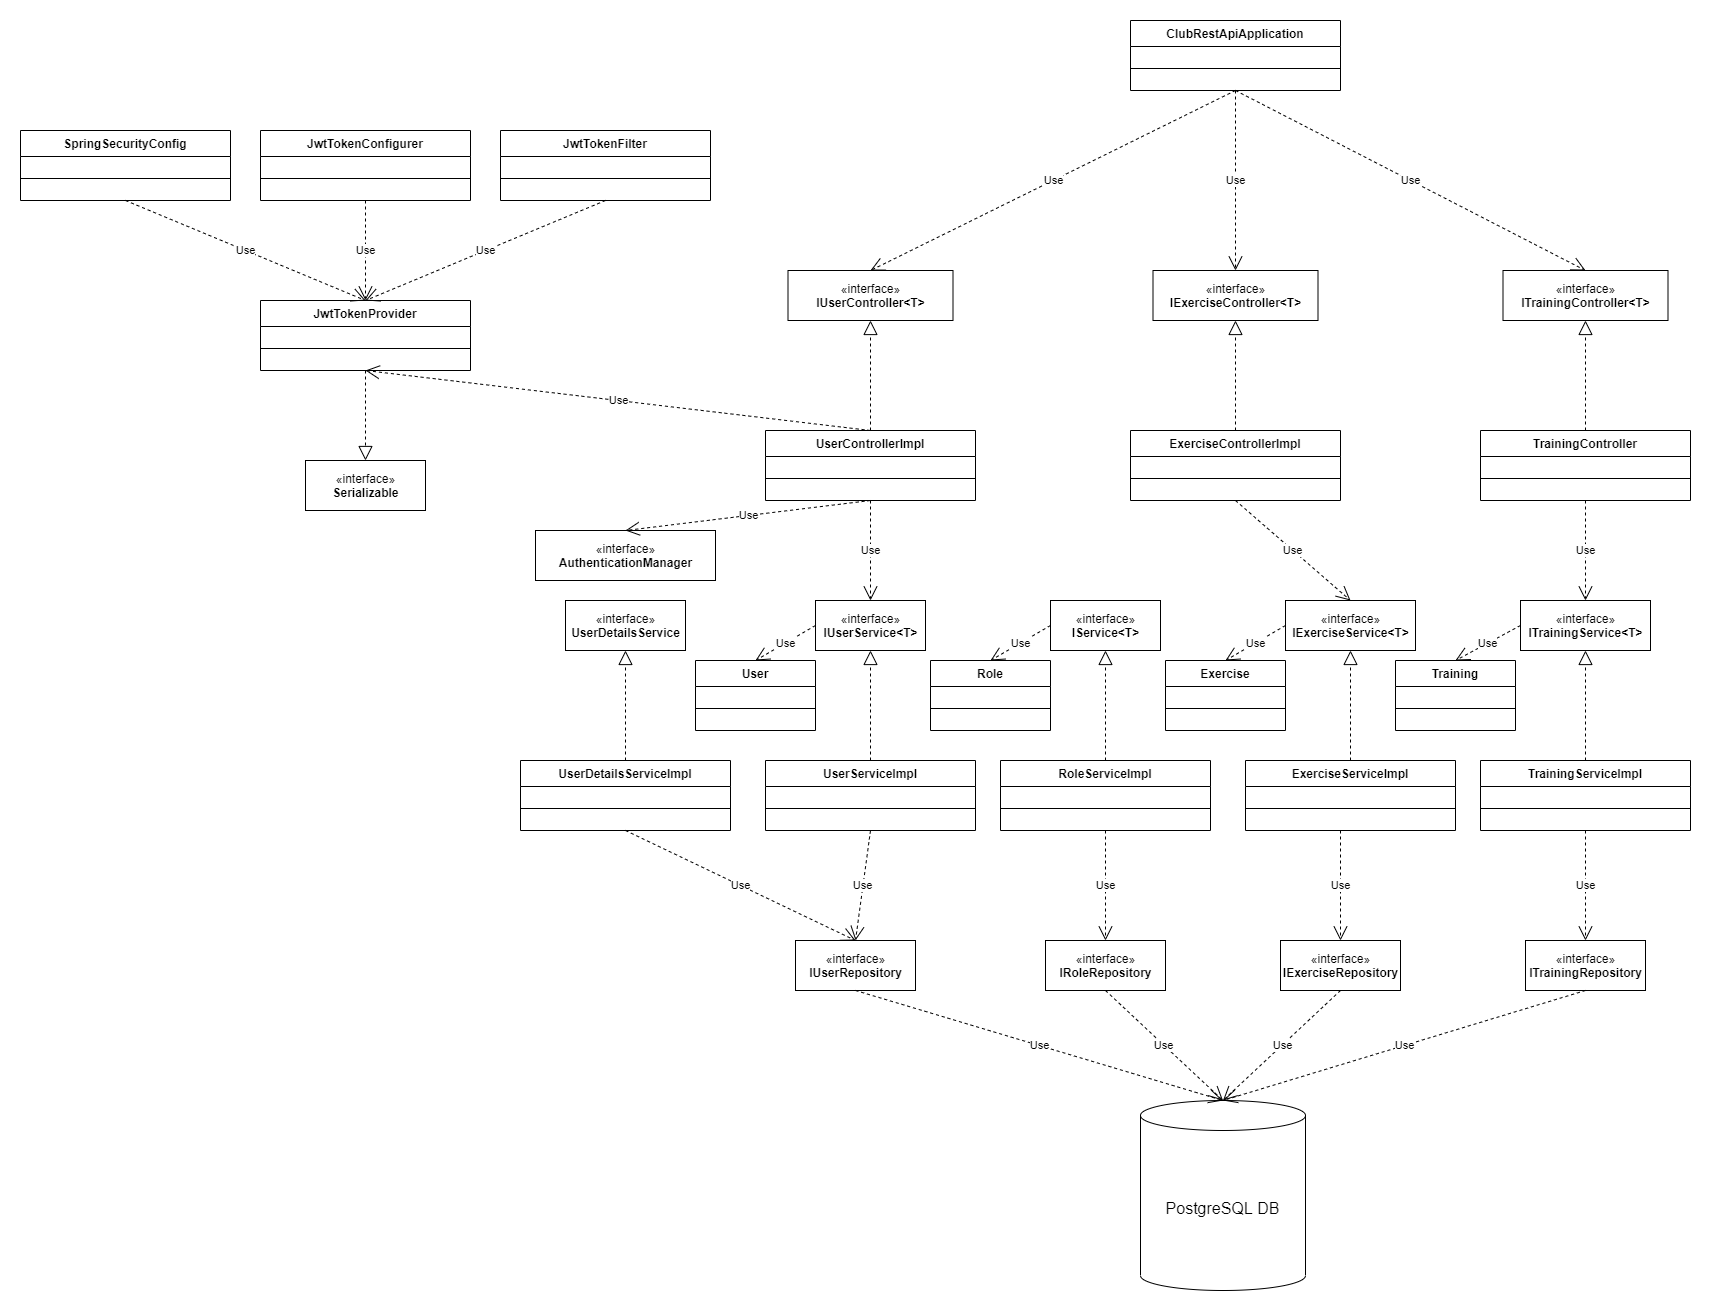 ClubRestApiApplication
Use
Use
Use
SpringSecurityConfig
JwtTokenConfigurer
JwtTokenFilter
Use
Use
Use
JwtTokenProvider
«interface»
IUserController<T>
«interface»
IExerciseController<T>
«interface»
ITrainingController<T>
Use
«interface»
Serializable
UserControllerImpl
ExerciseControllerImpl
TrainingController
Use
Use
Use
Use
«interface»
AuthenticationManager
«interface»
UserDetailsService
«interface»
IUserService<T>
«interface»
IService<T>
«interface»
IExerciseService<T>
«interface»
ITrainingService<T>
Use
Use
Use
Use
User
Role
Exercise
Training
UserDetailsServiceImpl
UserServiceImpl
RoleServiceImpl
ExerciseServiceImpl
TrainingServiceImpl
Use
Use
Use
Use
Use
«interface»
IUserRepository
«interface»
IRoleRepository
«interface»
IExerciseRepository
«interface»
ITrainingRepository
Use
Use
Use
Use
PostgreSQL DB